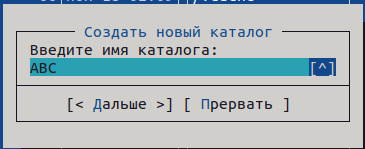 Создать новый каталог
Введите имя каталога:
ABC [^]
[< Дальше >] [ Прервать ]